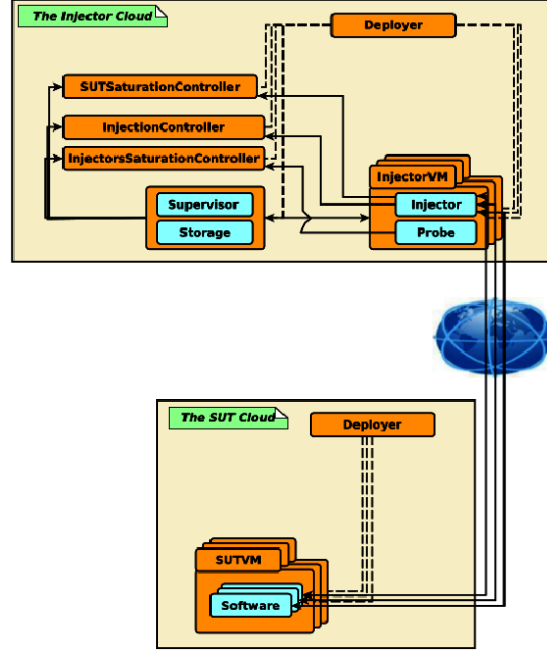 The Injector Cloud
Deployer
SUTSaturationController
InjectionController
InjectorsSaturationController
InjectorVM
Supervisor
Injector
Storage
Probe
The SUT Cloud
Deployer
SUTVM
Software